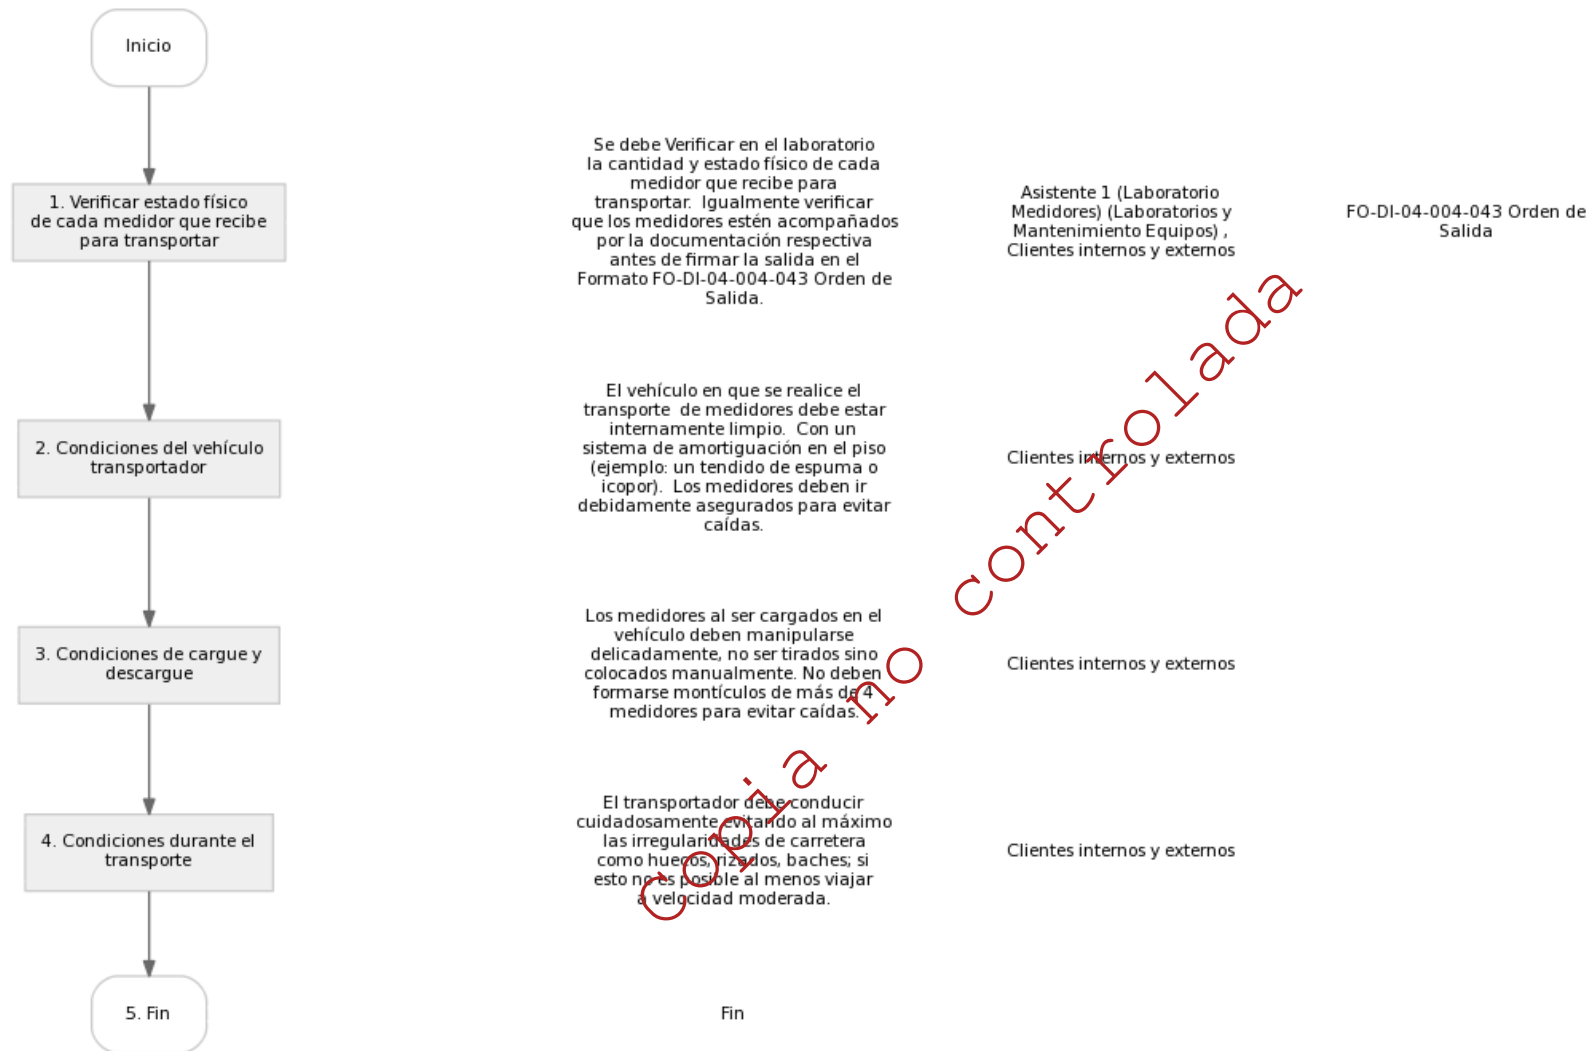 Inicio
1. Verificar estado físico
de cada medidor que recibe
para transportar
Se debe Verificar en el laboratorio
la cantidad y estado físico de cada
medidor que recibe para
transportar.  Igualmente verificar
que los medidores estén acompañados
por la documentación respectiva
antes de firmar la salida en el
Formato FO-DI-04-004-043 Orden de
Salida.
Asistente 1 (Laboratorio
Medidores) (Laboratorios y
Mantenimiento Equipos) ,
Clientes internos y externos
FO-DI-04-004-043 Orden de
Salida
2. Condiciones del vehículo
transportador
El vehículo en que se realice el
transporte  de medidores debe estar
internamente limpio.  Con un
sistema de amortiguación en el piso
(ejemplo: un tendido de espuma o
icopor).  Los medidores deben ir
debidamente asegurados para evitar
caídas.
Clientes internos y externos
3. Condiciones de cargue y
descargue
Los medidores al ser cargados en el
vehículo deben manipularse
delicadamente, no ser tirados sino
colocados manualmente. No deben
formarse montículos de más de 4
medidores para evitar caídas.
Clientes internos y externos
4. Condiciones durante el
transporte
El transportador debe conducir
cuidadosamente evitando al máximo
las irregularidades de carretera
como huecos, rizados, baches; si
esto no es posible al menos viajar
a velocidad moderada.
Clientes internos y externos
5. Fin
Fin
Copia no controlada